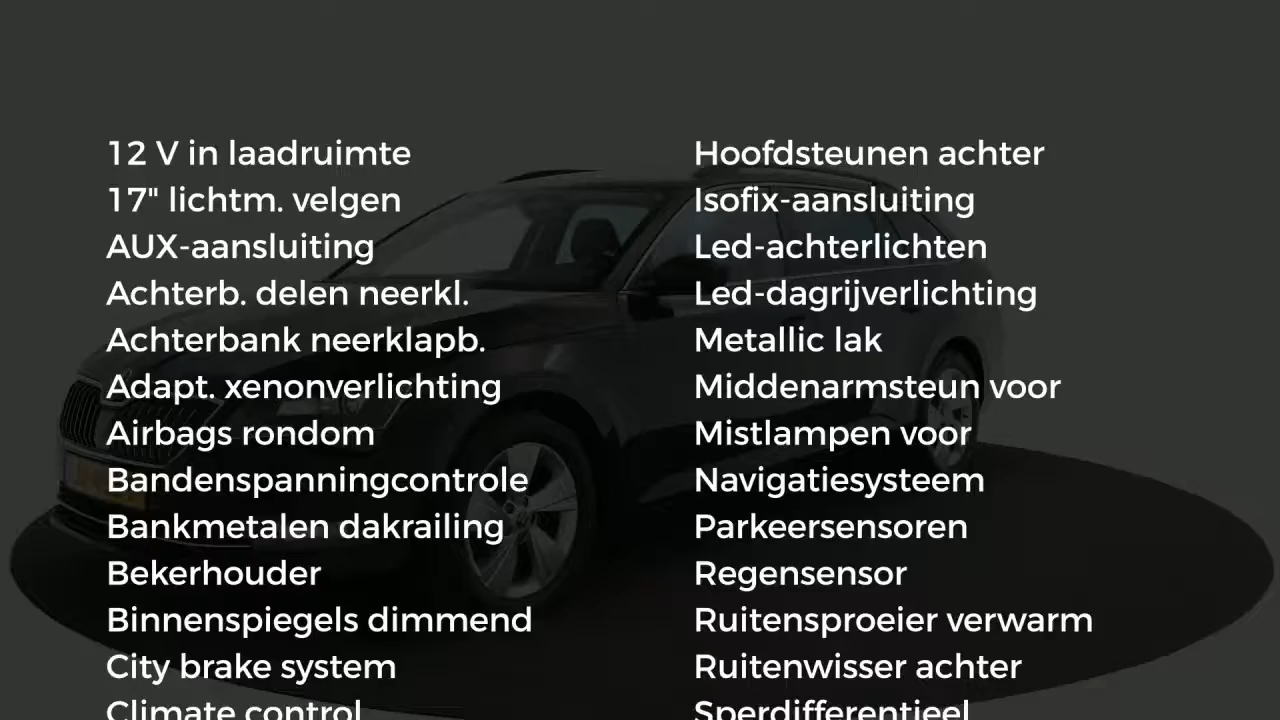 12 V in laadruimte
17" lichtm. velgen
AUX-aansluiting
Achterb. delen neerkl.
Achterbank neerklapb.
Adapt. xenonverlichting
Airbags rondom
Bandenspanningcontrole
Bankmetalen dakrailing
Bekerhouder
Binnenspiegels dimmend
City brake system
Climate control
Hoofdsteunen achter
Isofix-aansluiting
Led-achterlichten
Led-dagrijverlichting
Metallic lak
Middenarmsteun voor
Mistlampen voor
Navigatiesysteem
Parkeersensoren
Regensensor
Ruitensproeier verwarm
Ruitenwisser achter
Sperdifferentieel